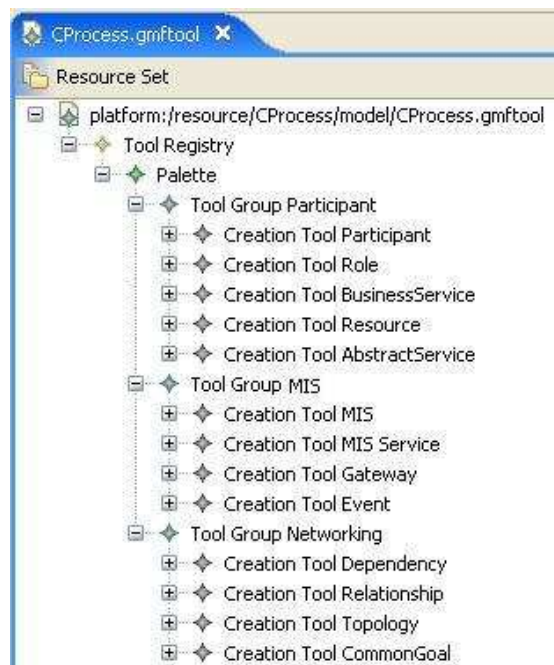 CProcess.gmftool
Resource Set
platform:/resource/CProcess/model/CProcess.gmftool
Tool Registry
Palette
Tool Group Participant
Creation Tool Participant
Creation Tool Role
Creation Tool BusinessService
Creation Tool Resource
Creation Tool AbstractService
Tool Group MIS
Creation Tool MIS
Creation Tool MIS Service
Creation Tool Gateway
Creation Tool Event
Tool Group Networking
Creation Tool Dependency
Creation Tool Relationship
Creation Tool Topology
Creation Tool CommonGoal